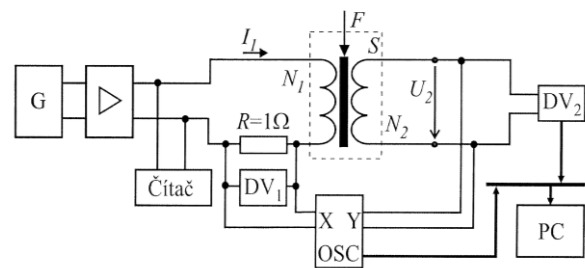 F
I₁
S
G
N₁
U₂
DV₂
R=1Ω
N₂
Čítač
DV₁
X Y
OSC
PC